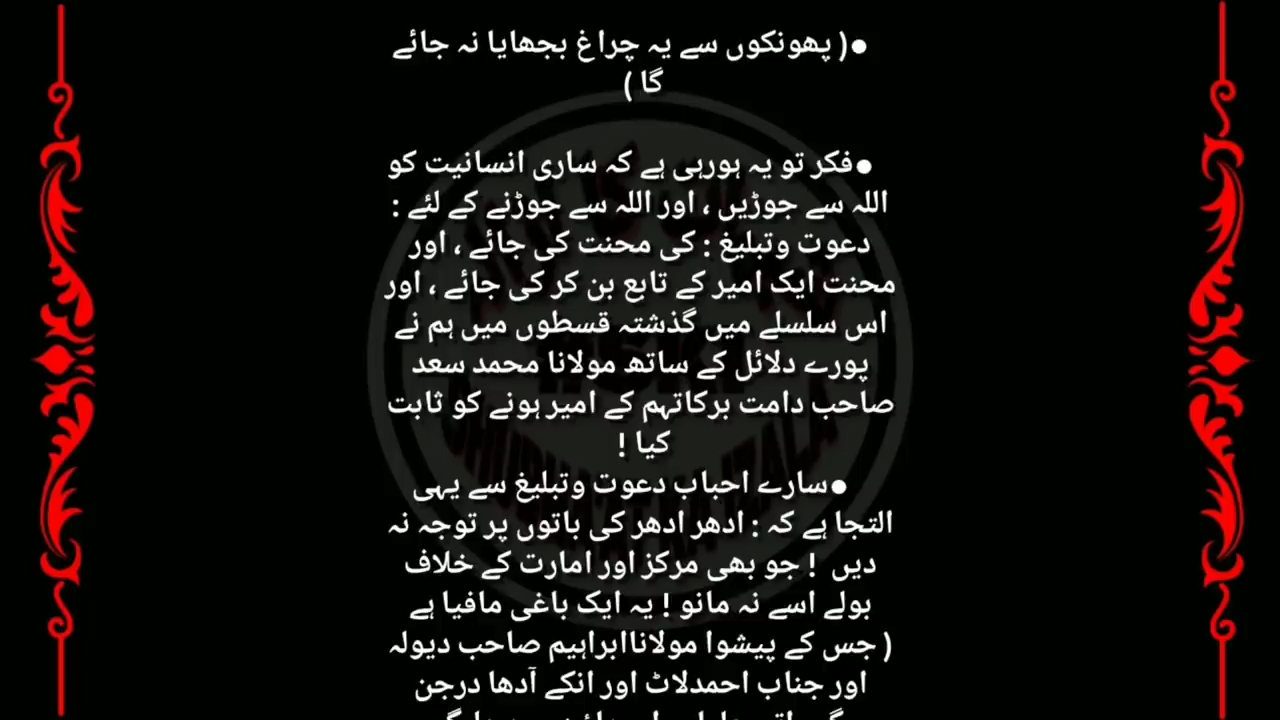 ●( پھونکوں سے یہ چراغ بجھایا نہ جائے
گا )
●فکر تو یہ ہورہی ہے کہ ساری انسانیت کو
اللہ سے جوڑیں ، اور اللہ سے جوڑنے کے لئے :
دعوت وتبلیغ : کی محنت کی جائے ، اور
محنت ایک امیر کے تابع بن کر کی جائے ، اور
اس سلسلے میں گذشتہ قسطوں میں ہم نے
پورے دلائل کے ساتھ مولانا محمد سعد
صاحب دامت برکاتہم کے امیر ہونے کو ثابت
کیا !
●سارے احباب دعوت وتبلیغ سے یہی
التجا ہے کہ : ادھر ادھر کی باتوں پر توجہ نہ
دیں ! جو بھی مرکز اور امارت کے خلاف
بولے اسے نہ مانو ! یہ ایک باغی مافیا ہے
( جس کے پیشوا مولاناابراہیم صاحب دیولہ
اور جناب احمدلاٹ اور انکے آدھا درجن